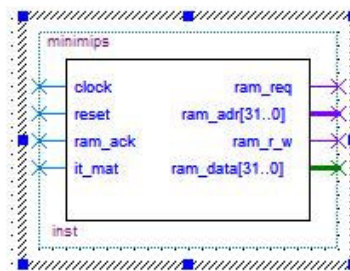 minimips
clock ram_req
reset ram_adr[31..0]
ram_ack ram_r_w
it_mat ram_data[31..0]
inst